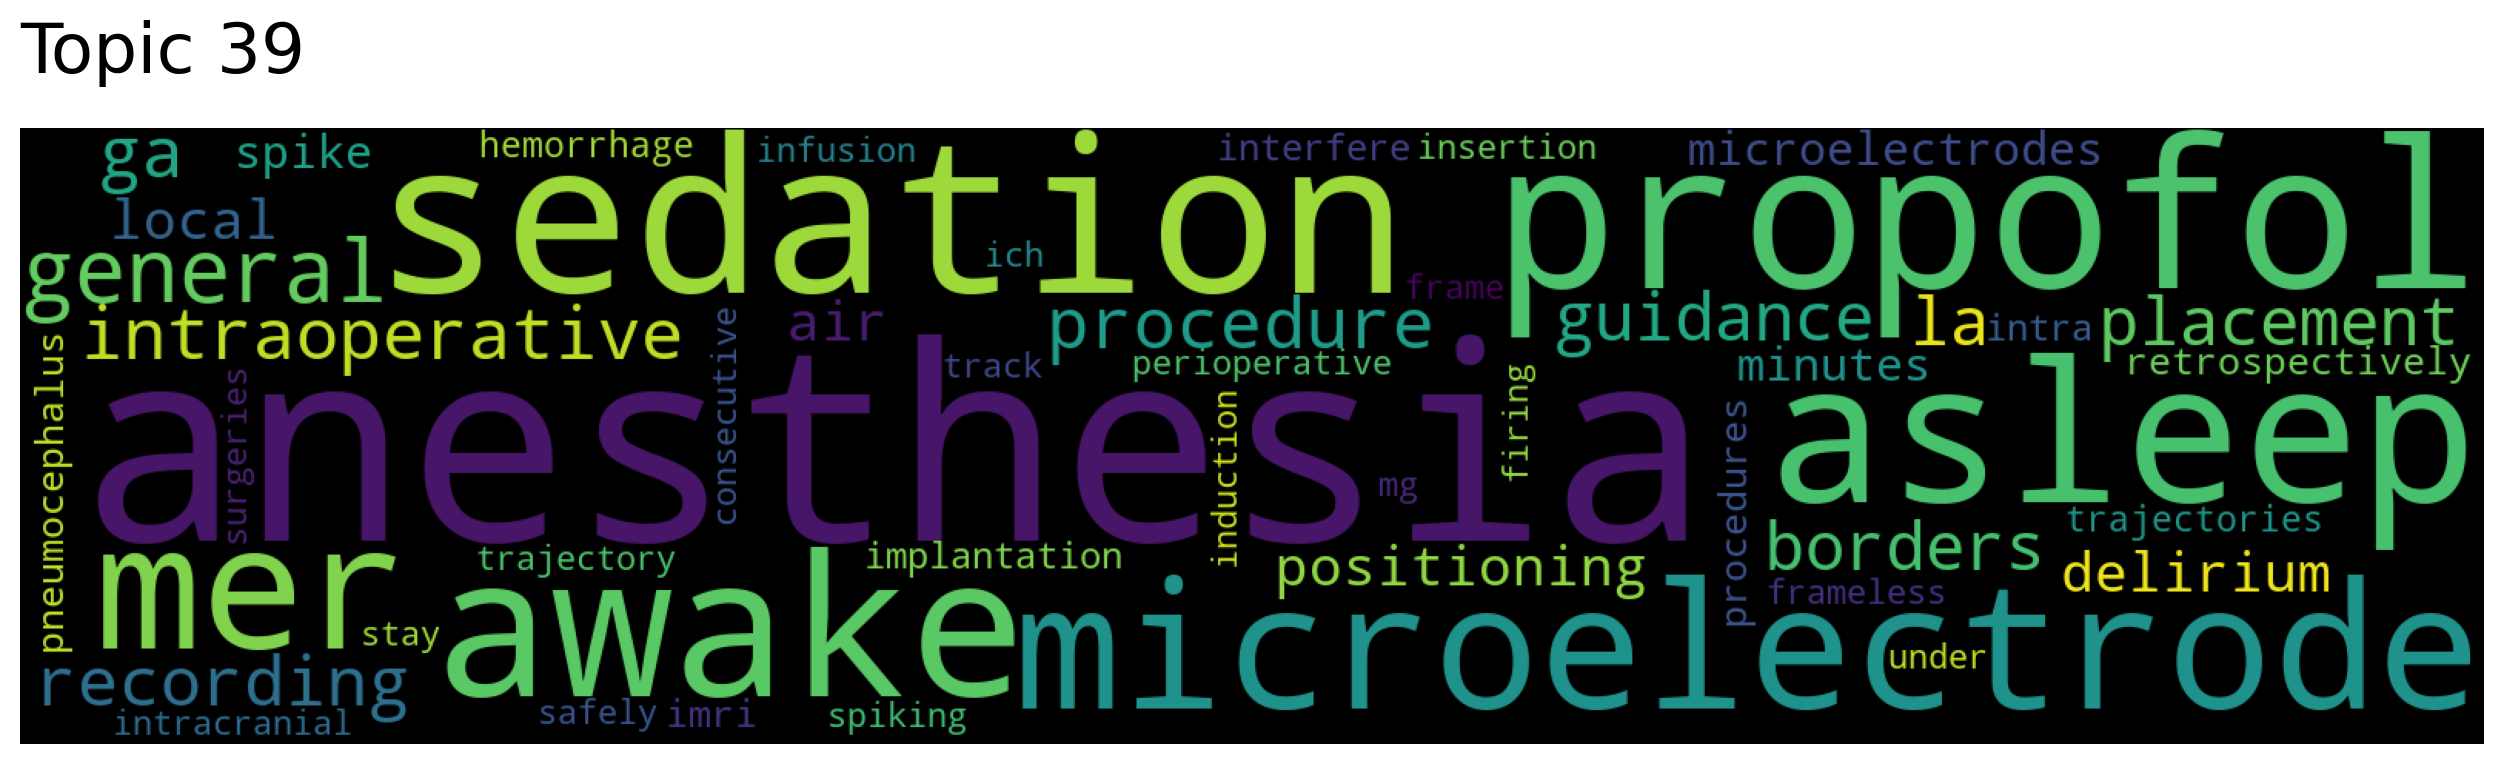 Topic 39
ga spike hemorrhage infusion interfere insertion microelectrodes
local sedation propofol
general ich frame
intraoperative air procedure guidance la intra placement
track perioperative minutes retrospectively
pneumocephalus surgeries consecutive anesthesia induction mg firing procedures asleep
trajectories
mer trajectory implantation positioning borders delirium
frameless
stay awake microelectrode under
recording
intracranial safely imri spiking